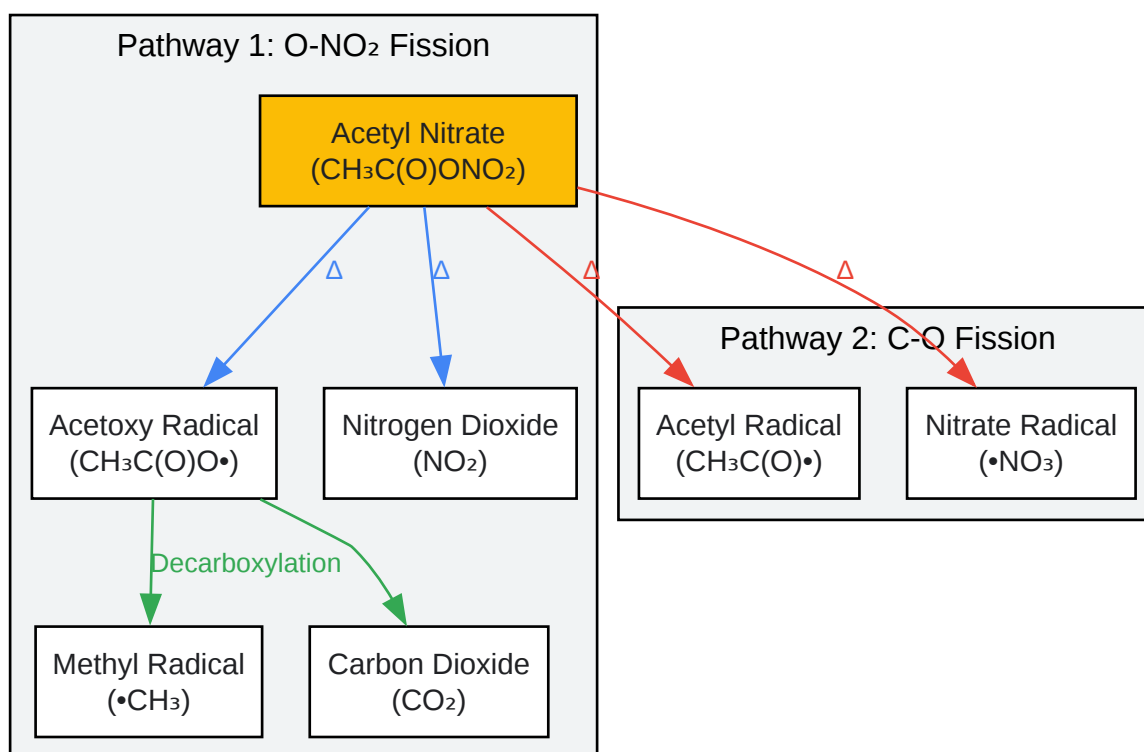 Pathway 1: O-NO₂ Fission
Acetyl Nitrate
(CH₃C(O)ONO₂)
Δ
Δ
Δ
Δ
Pathway 2: C-O Fission
Acetoxy Radical
(CH₃C(O)O•)
Nitrogen Dioxide
(NO₂)
Acetyl Radical
(CH₃C(O)•)
Nitrate Radical
(•NO₃)
Decarboxylation
Methyl Radical
(•CH₃)
Carbon Dioxide
(CO₂)